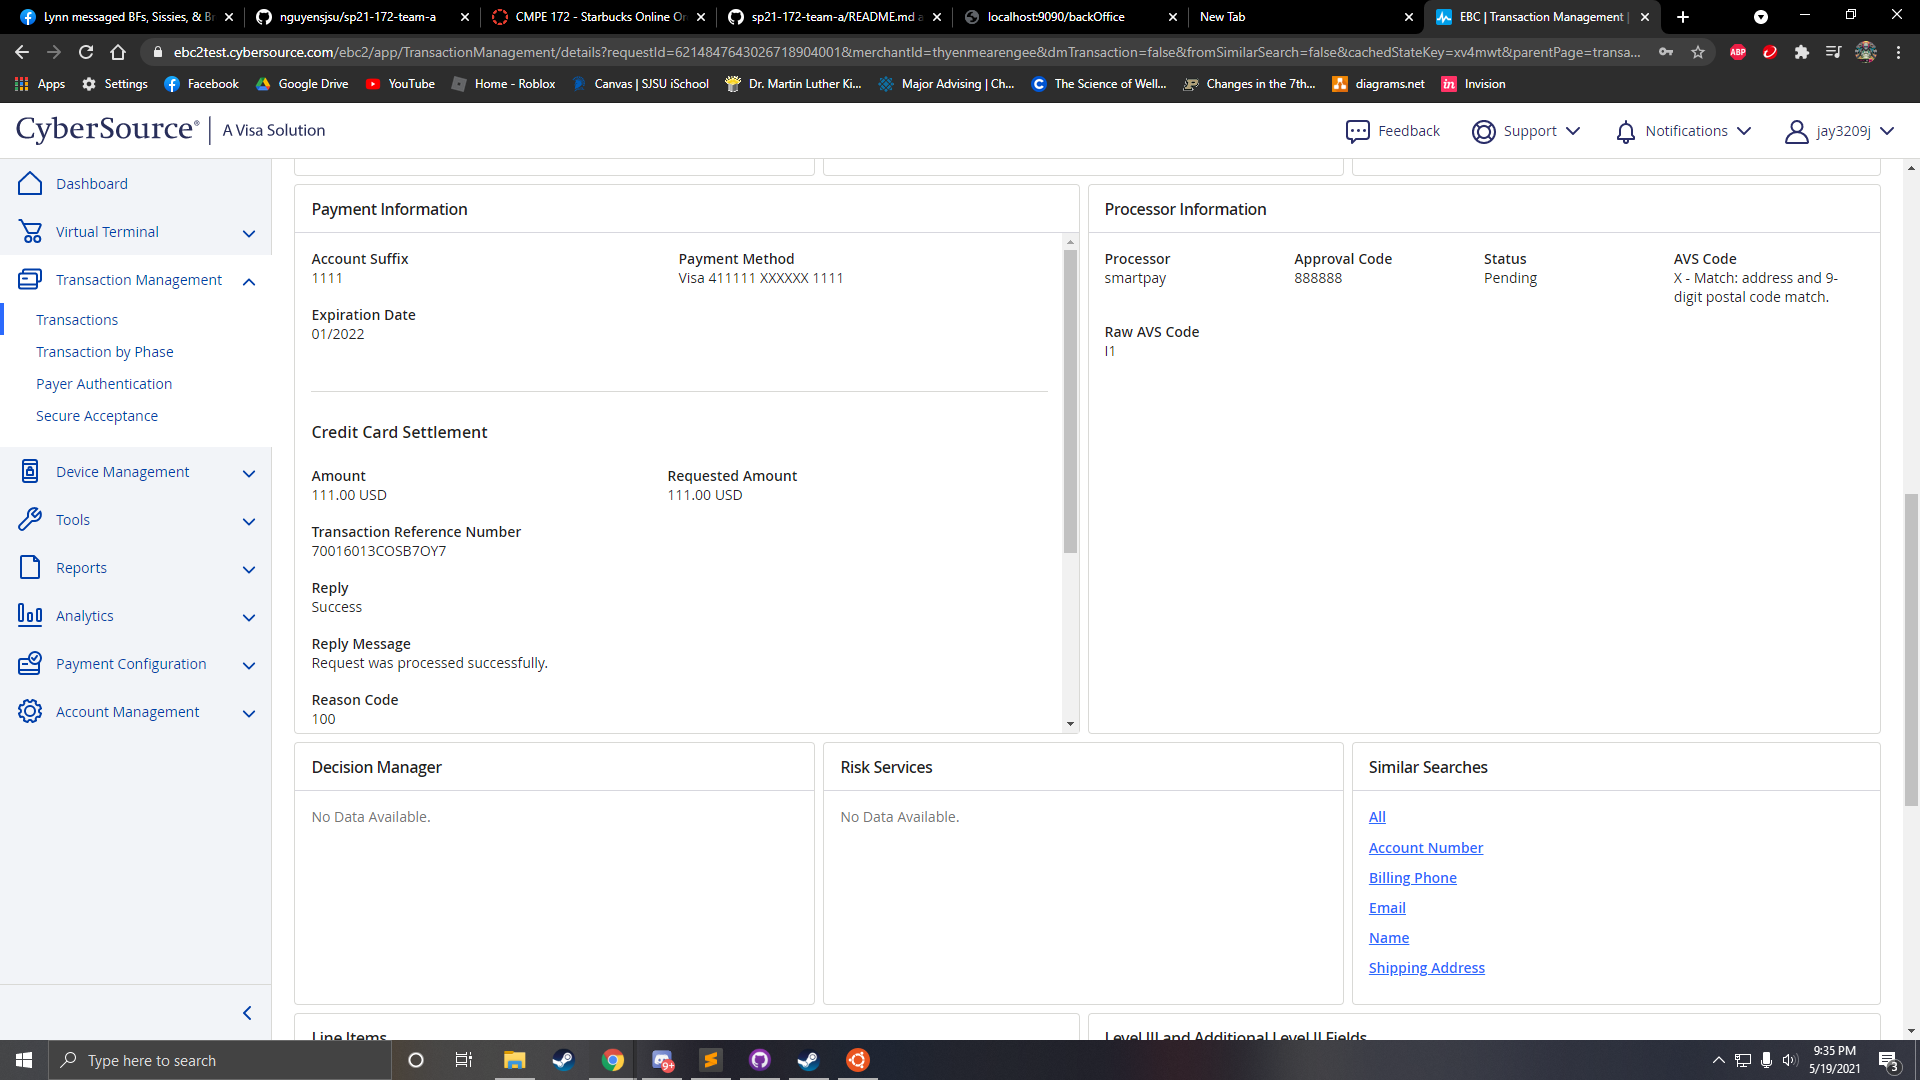 Lynn messaged BFs, Sissies, & Br
nguyensjsu/sp21-172-team-a
CMPE 172 - Starbucks Online Or
sp21-172-team-a/README.md a
localhost:9090/backOffice
New Tab
EBC | Transaction Management |
ebc2test.cybersource.com/ebc2/app/TransactionManagement/details?requestId=6214847643026718904001&merchantId=thyenmearengee&dmTransaction=false&fromSimilarSearch=false&cachedStateKey=xv4mwt&parentPage=transa...
ABP
Apps
Settings
Facebook
Google Drive
YouTube
Home - Roblox
Canvas | SJSU iSchool
Dr. Martin Luther Ki...
Major Advising | Ch...
The Science of Well...
Changes in the 7th...
diagrams.net
in
Invision
CyberSource® | A Visa Solution
Feedback
Support
Notifications
jay3209j
Dashboard
Virtual Terminal
Transaction Management
Transactions
Transaction by Phase
Payer Authentication
Secure Acceptance
Device Management
Tools
Reports
Analytics
Payment Configuration
Account Management
Payment Information
Account Suffix
1111
Payment Method
Visa 411111 XXXXXX 1111
Expiration Date
01/2022
Credit Card Settlement
Amount
111.00 USD
Requested Amount
111.00 USD
Transaction Reference Number
70016013COSB7OY7
Reply
Success
Reply Message
Request was processed successfully.
Reason Code
100
Processor Information
Processor
smartpay
Approval Code
888888
Status
Pending
AVS Code
X - Match: address and 9-
digit postal code match.
Raw AVS Code
I1
Decision Manager
No Data Available.
Risk Services
No Data Available.
Similar Searches
All
Account Number
Billing Phone
Email
Name
Shipping Address
Line Items
Level III and Additional Level II Fields
Type here to search
9+
9:35 PM
5/19/2021
3